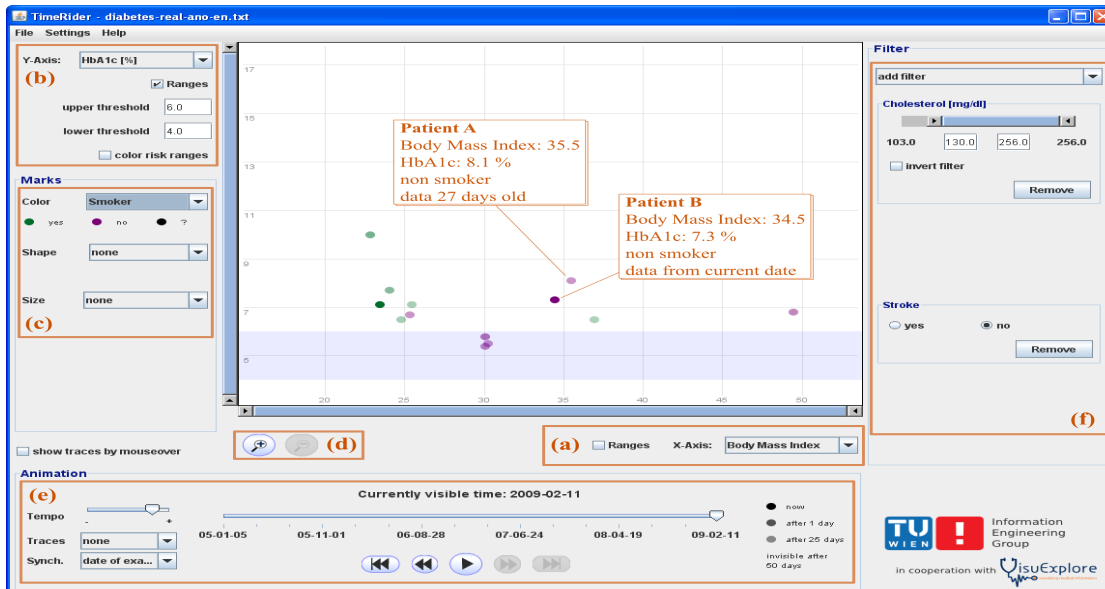 TimeRider - diabetes-real-ano-en.txt
File Settings Help
Y-Axis: HbA1c [%]
(b)
Ranges
upper threshold 6.0
lower threshold 4.0
color risk ranges
Marks
Color Smoker
yes no ?
Shape none
Size none
(c)
17
15
13
11
9
7
5
20 25 30 35 40 45 50
Patient A
Body Mass Index: 35.5
HbA1c: 8.1 %
non smoker
data 27 days old
Patient B
Body Mass Index: 34.5
HbA1c: 7.3 %
non smoker
data from current date
Filter
add filter
Cholesterol [mg/dl]
103.0 130.0 256.0 256.0
invert filter
Remove
Stroke
yes no
Remove
(f)
show traces by mouseover
(d)
(a) Ranges X-Axis: Body Mass Index
Animation
(e)
Currently visible time: 2009-02-11
Tempo
- +
Traces none
Synch. date of exa...
05-01-05 05-11-01 06-08-28 07-06-24 08-04-19 09-02-11
now
after 1 day
after 25 days
invisible after
50 days
TU
WIEN
!
Information
Engineering
Group
in cooperation with VisuExplore